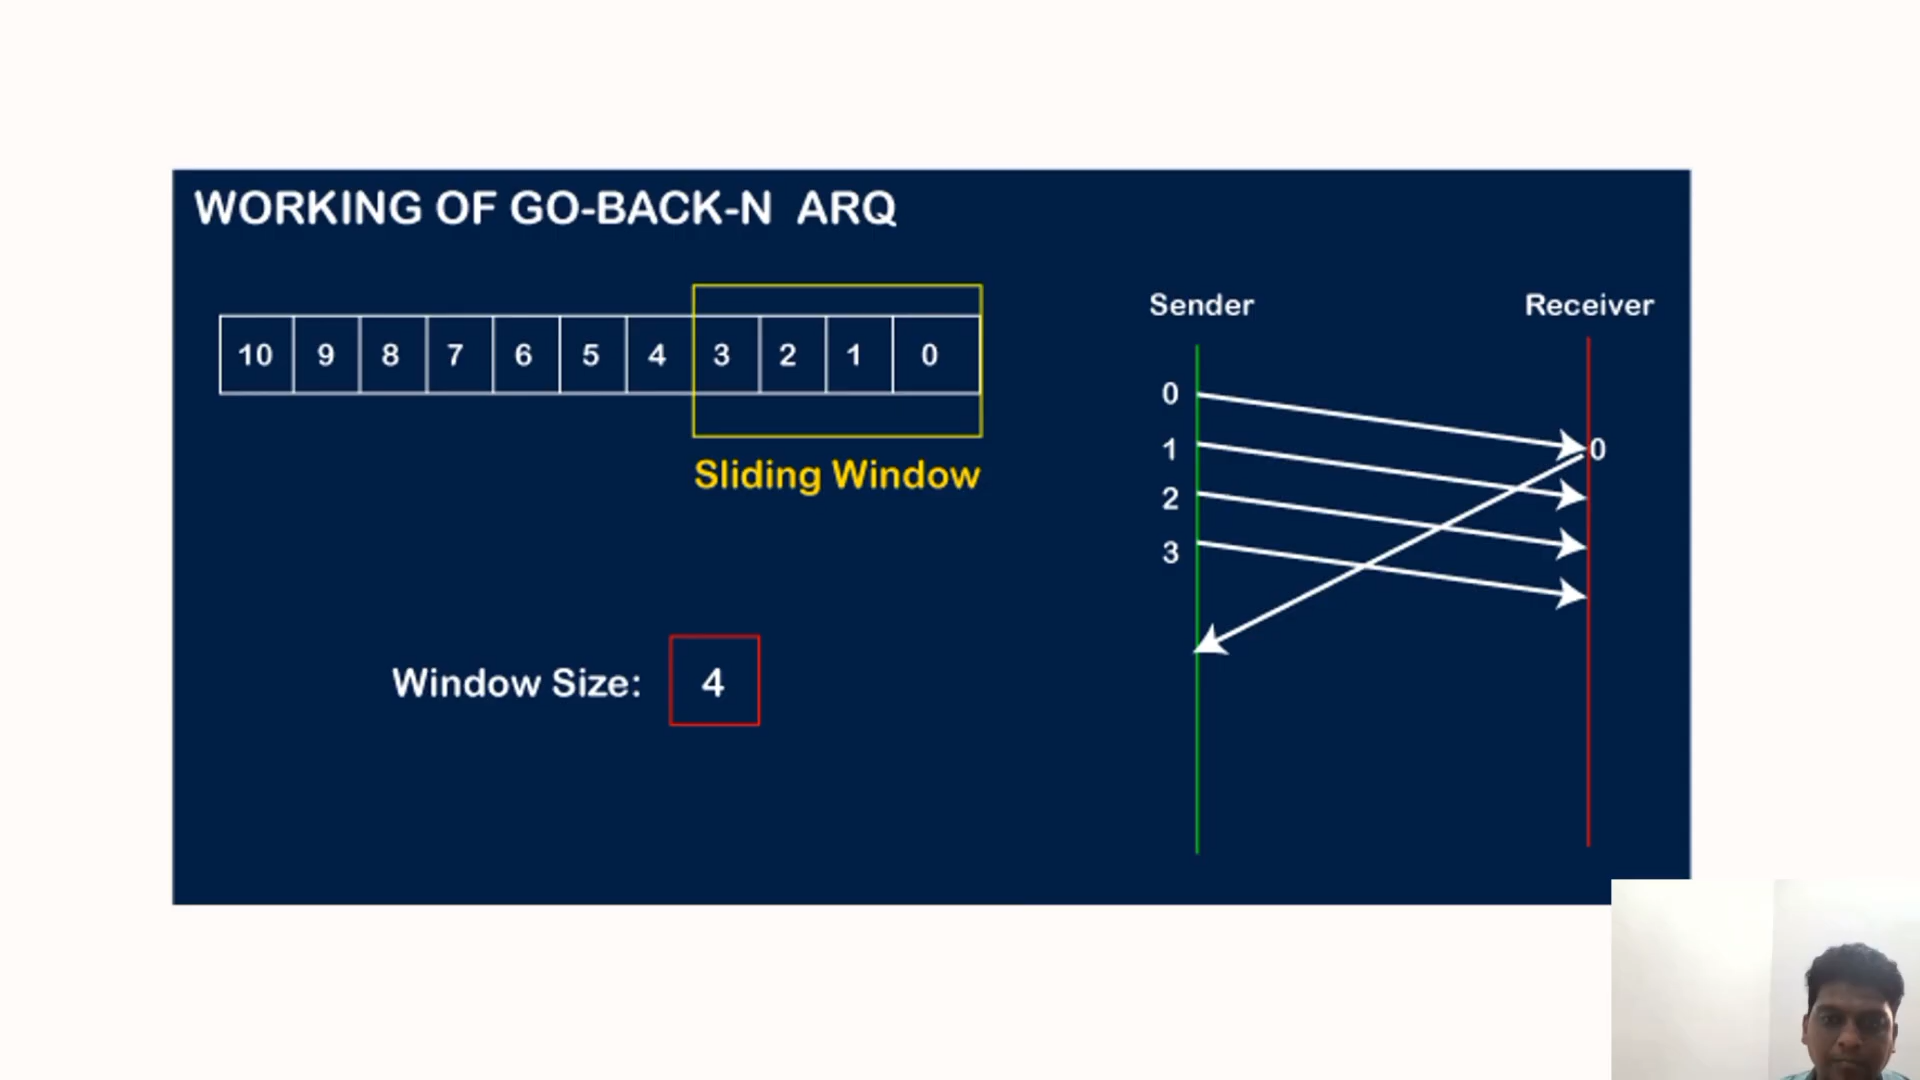 WORKING OF GO-BACK-N ARQ
10 9 8 7 6 5 4 3 2 1 0
Sliding Window
Window Size: 4
Sender Receiver
0
0
1
2
3